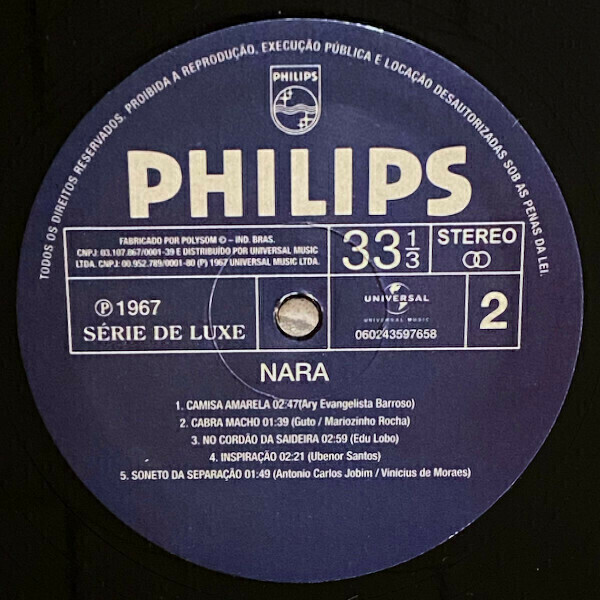 TODOS OS DIREITOS RESERVADOS. PROIBIDA A REPRODUÇÃO, EXECUÇÃO PÚBLICA E LOCAÇÃO DESAUTORIZADAS SOB AS PENAS DA LEI.
PHILIPS
PHILIPS
FABRICADO POR POLYSOM © – IND. BRAS.
CNPJ: 03.107.867/0001-39 E DISTRIBUÍDO POR UNIVERSAL MUSIC
LTDA. CNPJ: 00.952.789/0001-80 (P) 1967 UNIVERSAL MUSIC LTDA.
33 1/3
STEREO
℗ 1967
SÉRIE DE LUXE
UNIVERSAL
UNIVERSAL MUSIC
060243597658
2
NARA
1. CAMISA AMARELA 02:47(Ary Evangelista Barroso)
2. CABRA MACHO 01:39 (Guto / Mariozinho Rocha)
3. NO CORDÃO DA SAIDEIRA 02:59 (Edu Lobo)
4. INSPIRAÇÃO 02:21 (Ubenor Santos)
5. SONETO DA SEPARAÇÃO 01:49 (Antonio Carlos Jobim / Vinícius de Moraes)